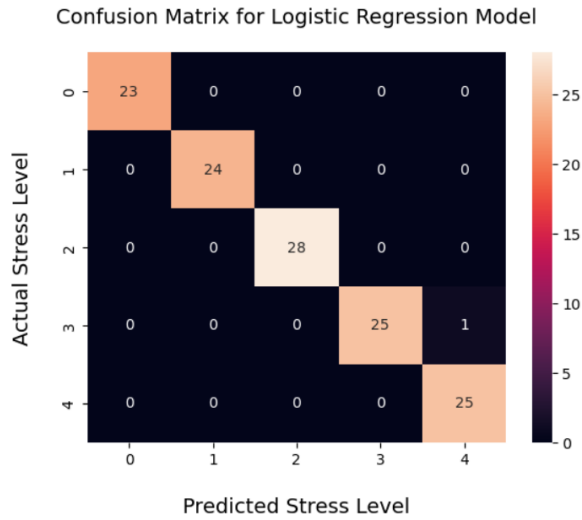 Confusion Matrix for Logistic Regression Model
Actual Stress Level
0 23 0 0 0 0
1 0 24 0 0 0
2 0 0 28 0 0
3 0 0 0 25 1
4 0 0 0 0 25
0 1 2 3 4
Predicted Stress Level
25
20
15
10
5
0